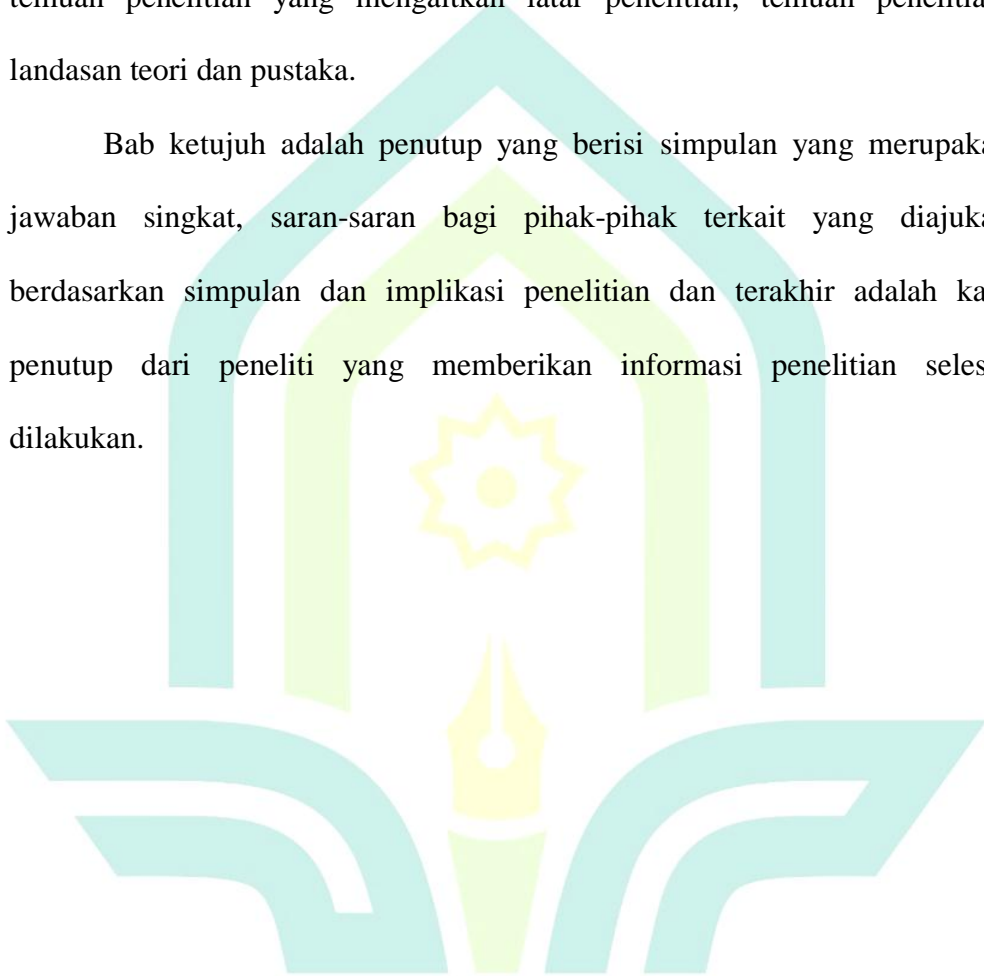 temuan penelitian yang mengaitkan latar penelitian, temuan penelitia
landasan teori dan pustaka.
Bab ketujuh adalah penutup yang berisi simpulan yang merupaka
jawaban singkat, saran-saran bagi pihak-pihak terkait yang diajuka
berdasarkan simpulan dan implikasi penelitian dan terakhir adalah ka
penutup dari peneliti yang memberikan informasi penelitian seles
dilakukan.